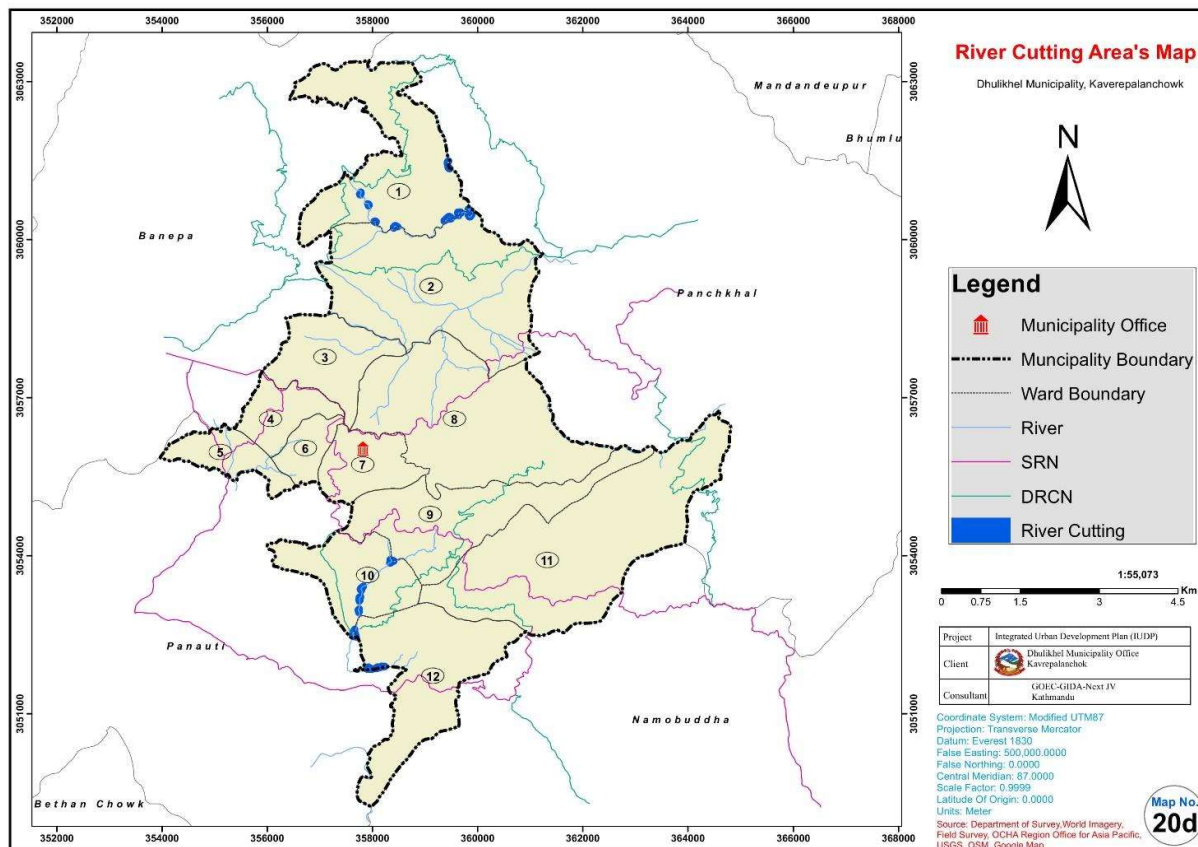 352000 354000 356000 358000 360000 362000 364000 366000 368000
3063000
3060000
3057000
3054000
3051000
Mandandeupur
Bhumlu
Banepa
Panchkhal
Panauti
Namobuddha
Bethan Chowk
1
2
3
4
5
6
7
8
9
10
11
12
3063000
3060000
3057000
3054000
3051000
352000 354000 356000 358000 360000 362000 364000 366000 368000
River Cutting Area's Map
Dhulikhel Municipality, Kaverepalanchowk
N
Legend
Municipality Office
Muncipality Boundary
Ward Boundary
River
SRN
DRCN
River Cutting
1:55,073
Km
0 0.75 1.5 3 4.5
Project Integrated Urban Development Plan (IUDP)
Client Dhulikhel Municipality Office
Kavrepalanchok
Consultant GOEC-GIDA-Next JV
Kathmandu
Coordinate System: Modified UTM87
Projection: Transverse Mercator
Datum: Everest 1830
False Easting: 500,000.0000
False Northing: 0.0000
Central Meridian: 87.0000
Scale Factor: 0.9999
Latitude Of Origin: 0.0000
Units: Meter
Source: Department of Survey,World Imagery,
Field Survey, OCHA Region Office for Asia Pacific,
USGS, OSM, Google Map
Map No.
20d